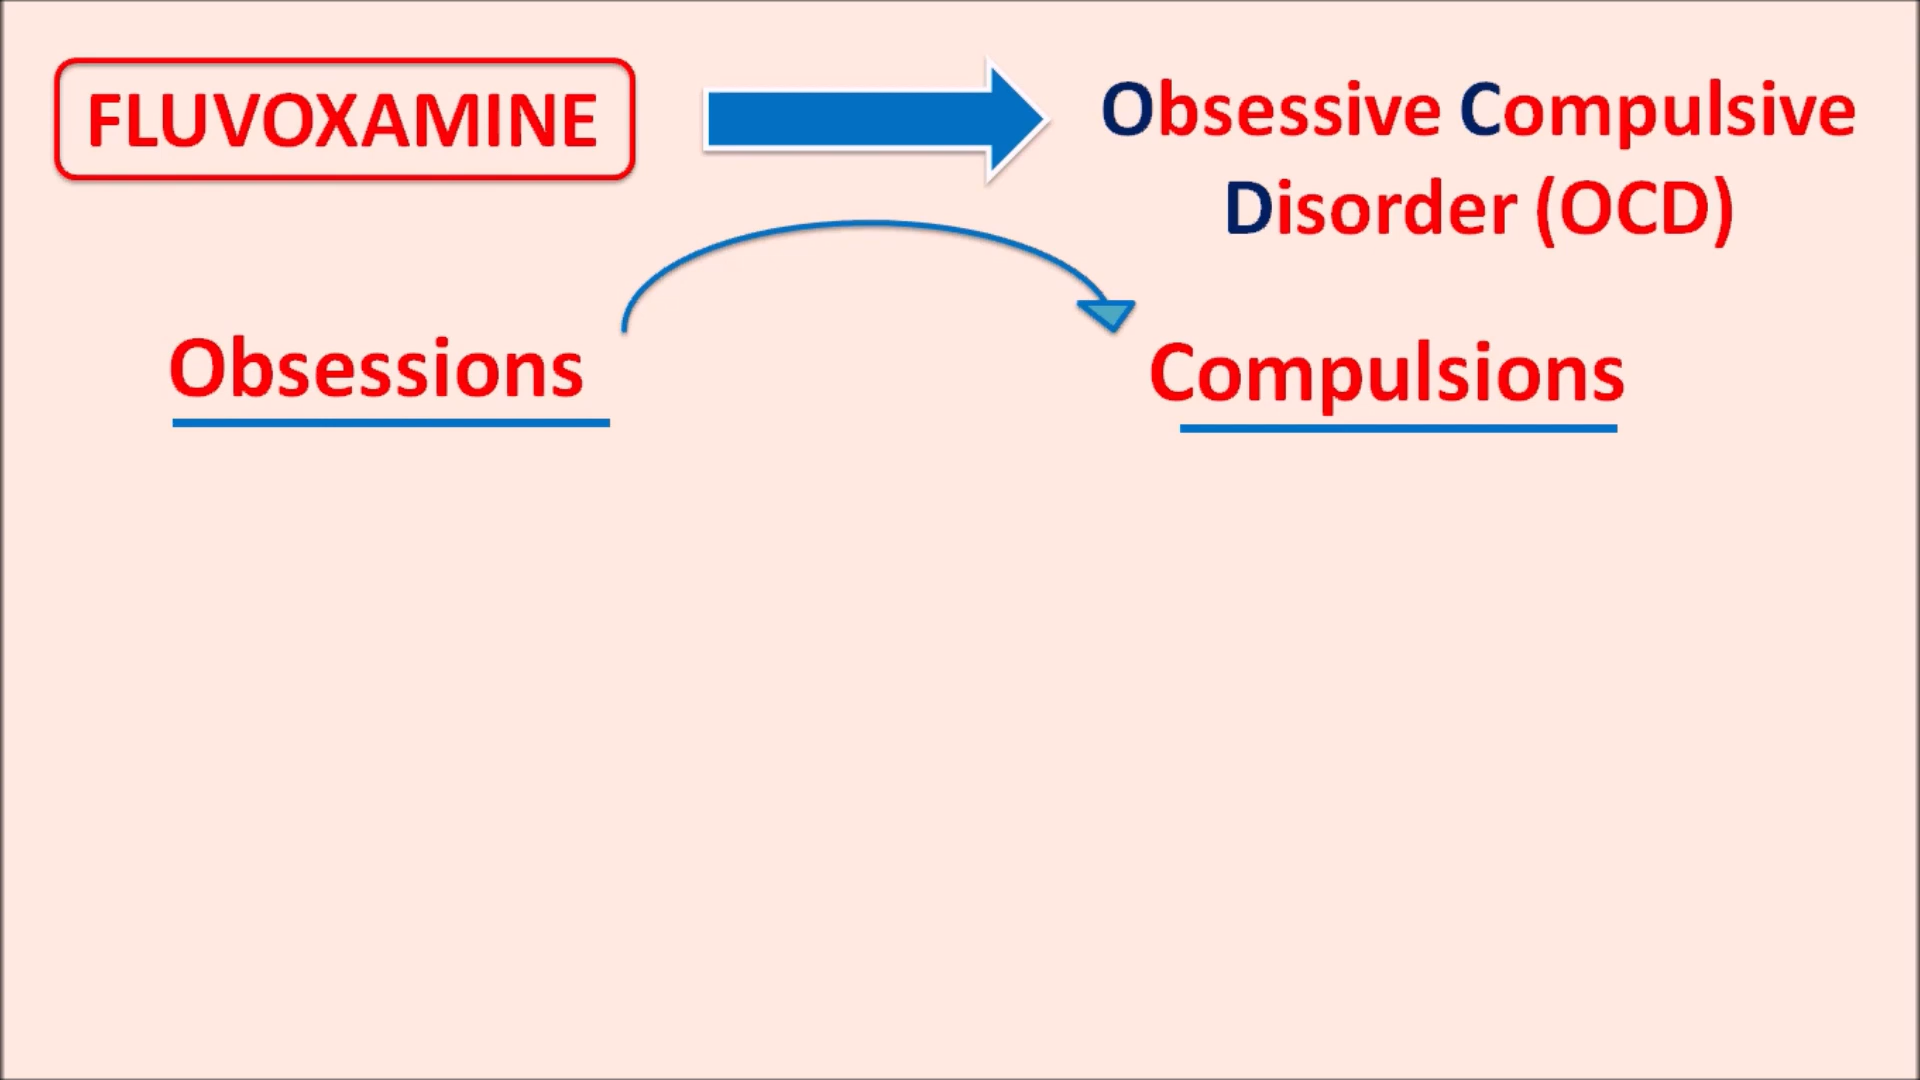 FLUVOXAMINE
Obsessive Compulsive
Disorder (OCD)
Obsessions
Compulsions